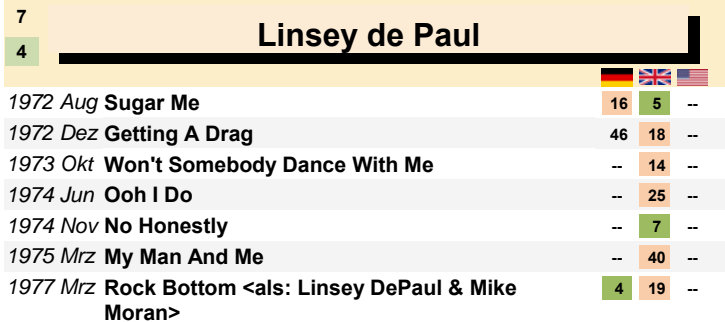 7
Linsey de Paul
4
1972 Aug Sugar Me 16 5 --
1972 Dez Getting A Drag 46 18 --
1973 Okt Won't Somebody Dance With Me -- 14 --
1974 Jun Ooh I Do -- 25 --
1974 Nov No Honestly -- 7 --
1975 Mrz My Man And Me -- 40 --
1977 Mrz Rock Bottom <als: Linsey DePaul & Mike 4 19 --
Moran>